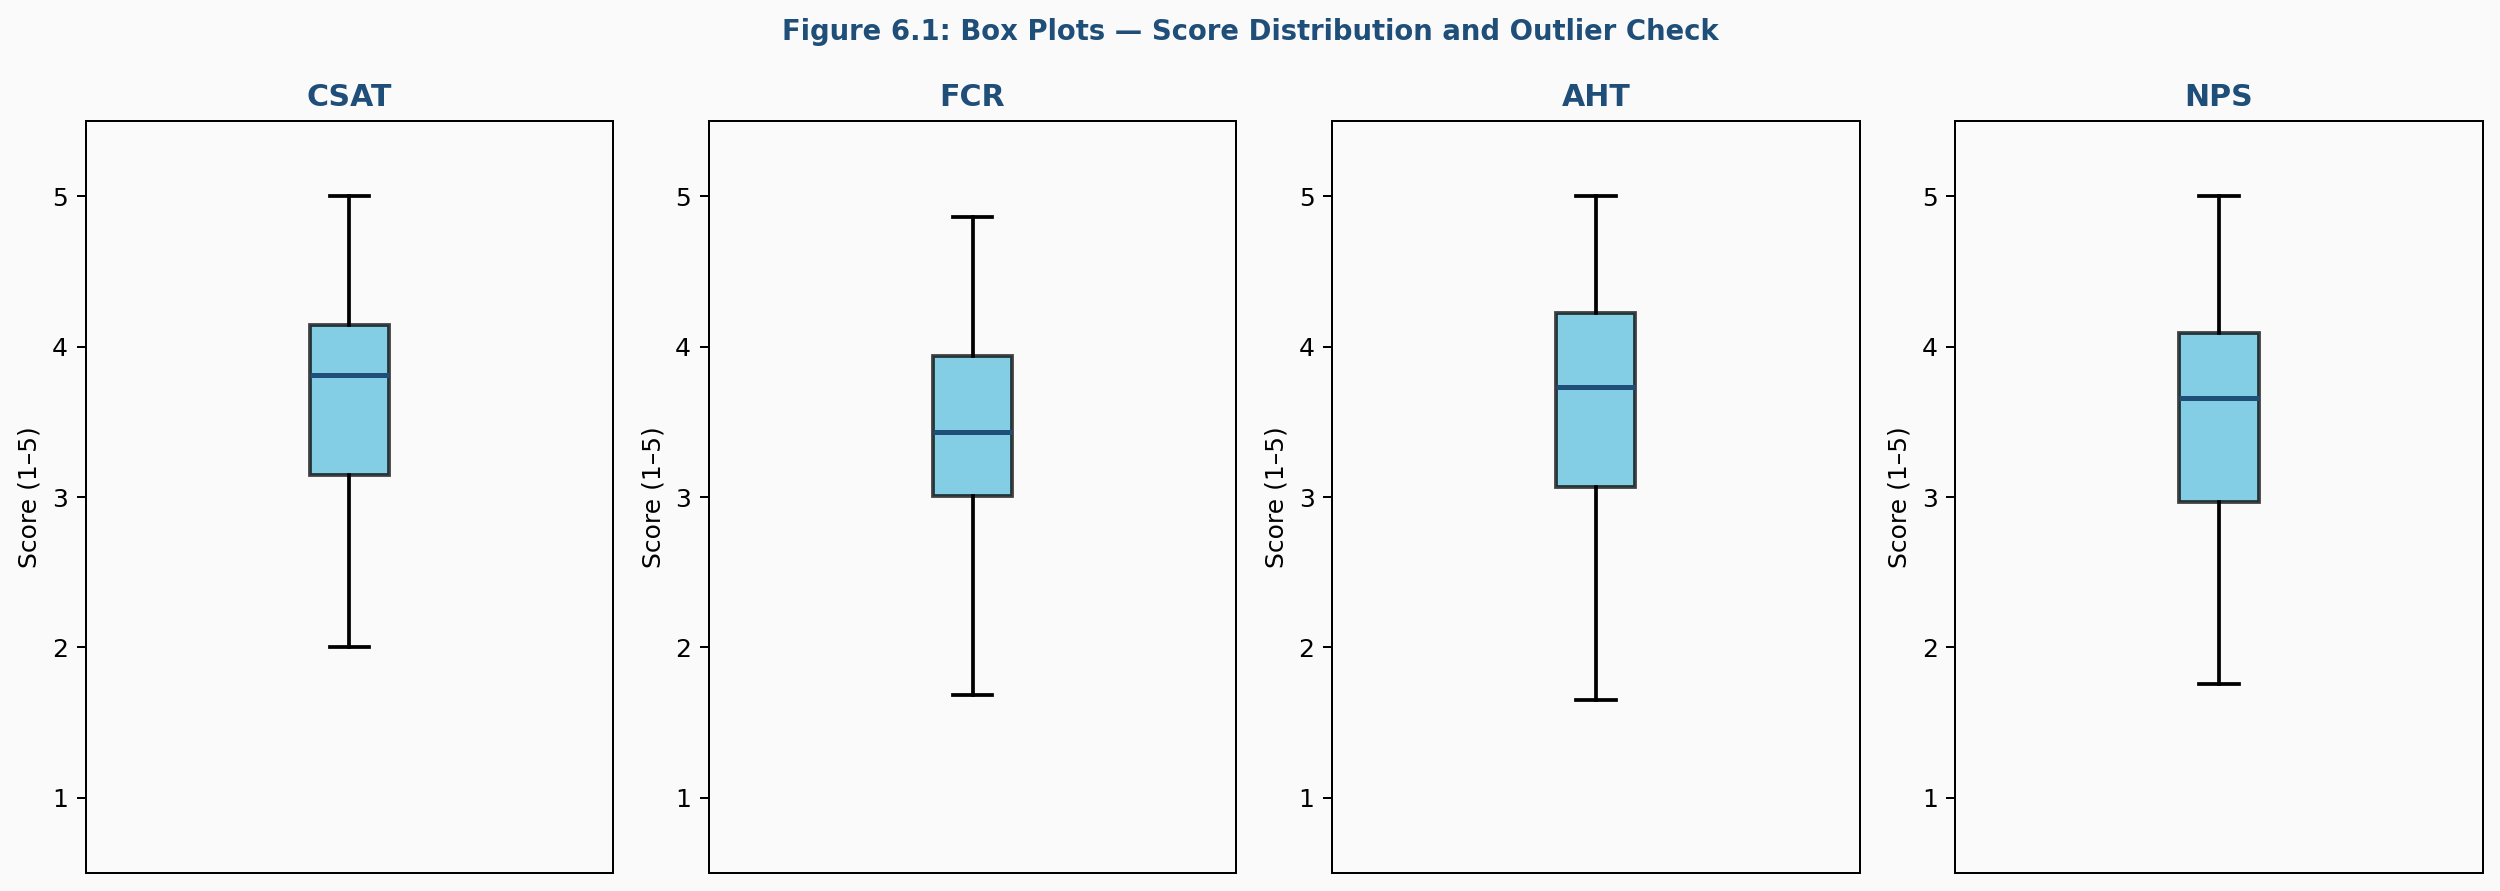 Figure 6.1: Box Plots — Score Distribution and Outlier Check
CSAT
Score (1–5)
5
4
3
2
1
FCR
Score (1–5)
5
4
3
2
1
AHT
Score (1–5)
5
4
3
2
1
NPS
Score (1–5)
5
4
3
2
1